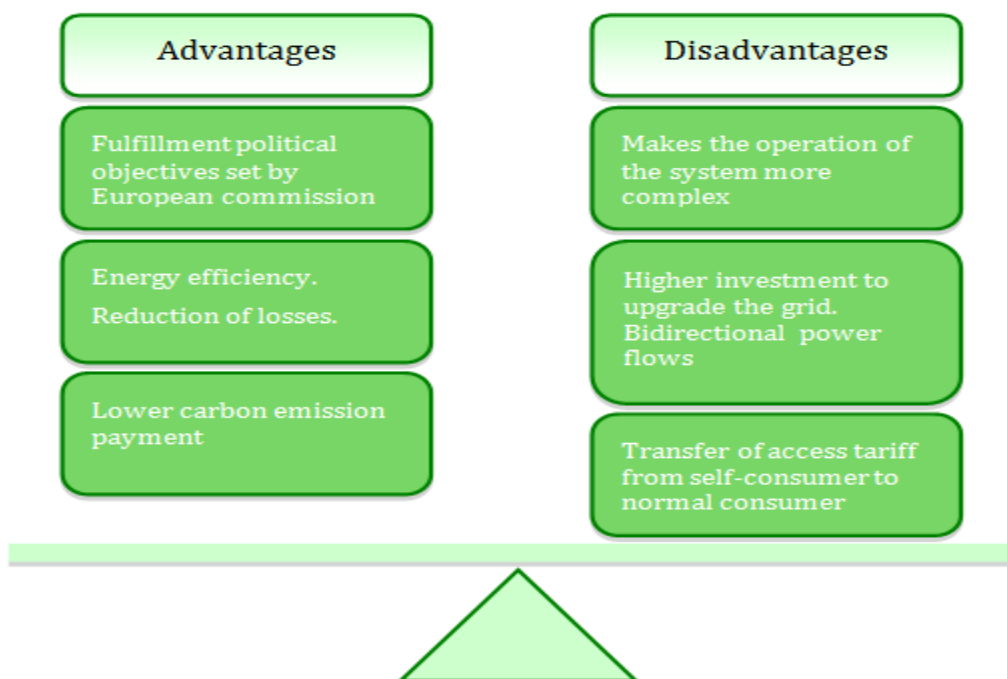 Advantages
Fulfillment political
objectives set by
European commission
Energy efficiency.
Reduction of losses.
Lower carbon emission
payment
Disadvantages
Makes the operation of
the system more
complex
Higher investment to
upgrade the grid.
Bidirectional power
flows
Transfer of access tariff
from self-consumer to
normal consumer